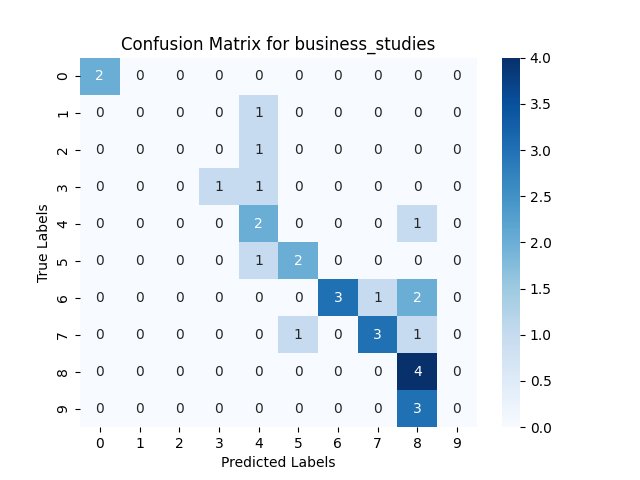 Confusion Matrix for business_studies
True Labels
0 2 0 0 0 0 0 0 0 0 0
1 0 0 0 0 1 0 0 0 0 0
2 0 0 0 0 1 0 0 0 0 0
3 0 0 0 1 1 0 0 0 0 0
4 0 0 0 0 2 0 0 0 1 0
5 0 0 0 0 1 2 0 0 0 0
6 0 0 0 0 0 0 3 1 2 0
7 0 0 0 0 0 1 0 3 1 0
8 0 0 0 0 0 0 0 0 4 0
9 0 0 0 0 0 0 0 0 3 0
0 1 2 3 4 5 6 7 8 9
Predicted Labels
4.0
3.5
3.0
2.5
2.0
1.5
1.0
0.5
0.0